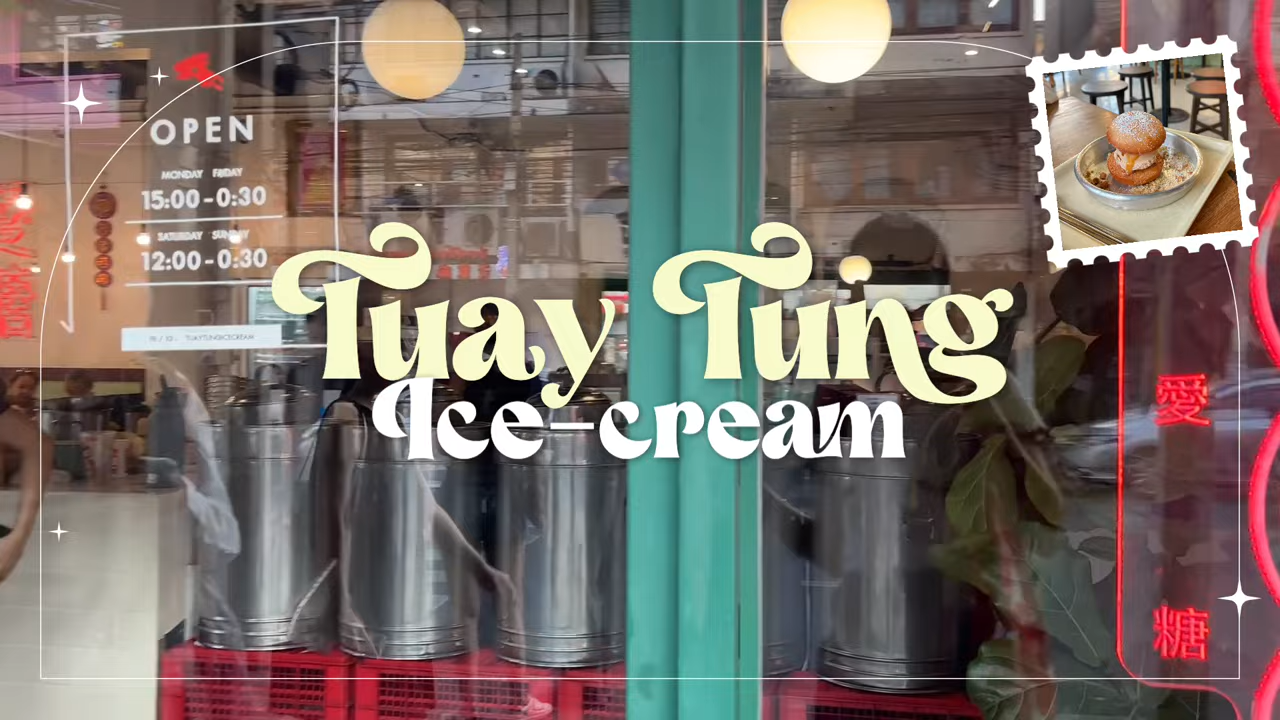 OPEN
MONDAY FRIDAY
15:00-0:30
SATURDAY SUNDAY
12:00-0:30
TUAYTUNGICECREAM
Tuay Tung
Ice-cream
愛
糖